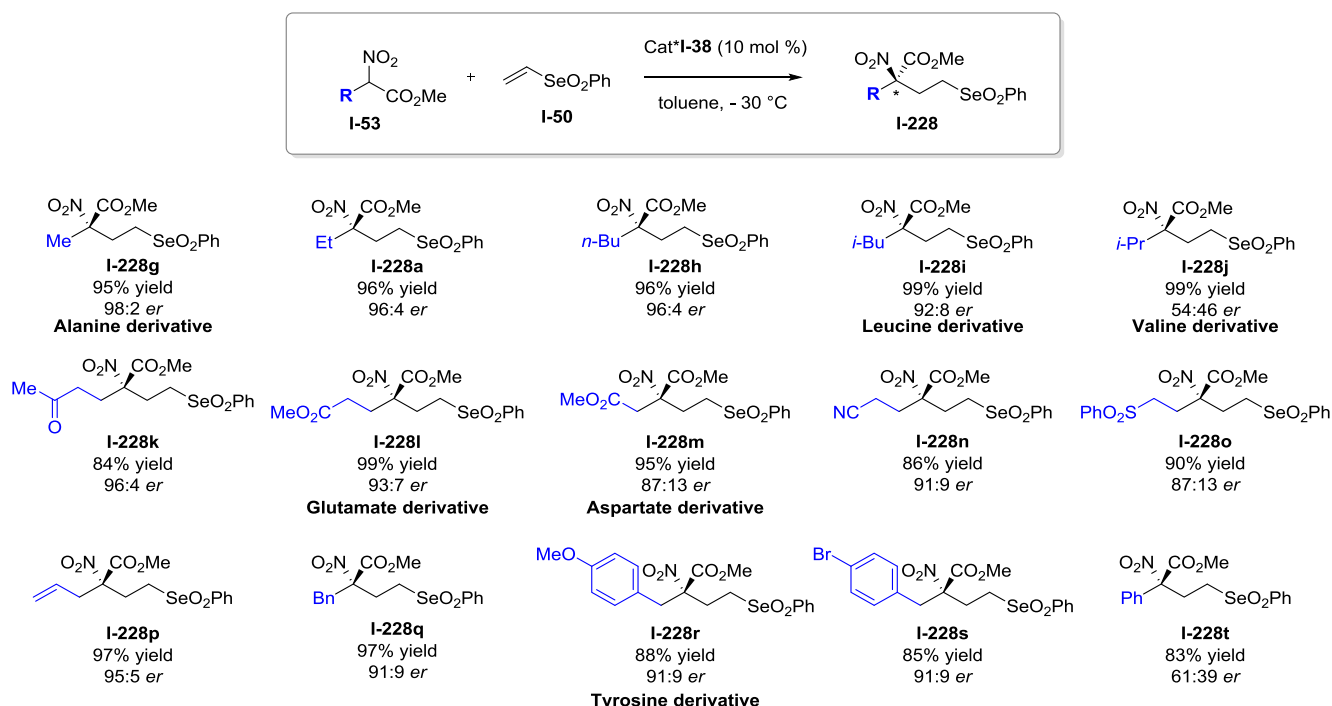 NO2
R
CO2Me
I-53
+
SeO2Ph
I-50
Cat*I-38 (10 mol %)
toluene, - 30 °C
O2N CO2Me
R * SeO2Ph
I-228
O2N CO2Me
Me SeO2Ph
I-228g
95% yield
98:2 er
Alanine derivative
O2N CO2Me
Et SeO2Ph
I-228a
96% yield
96:4 er
O2N CO2Me
n-Bu SeO2Ph
I-228h
96% yield
96:4 er
O2N CO2Me
i-Bu SeO2Ph
I-228i
99% yield
92:8 er
Leucine derivative
O2N CO2Me
i-Pr SeO2Ph
I-228j
99% yield
54:46 er
Valine derivative
O2N CO2Me
Me SeO2Ph
O
I-228k
84% yield
96:4 er
O2N CO2Me
MeO2C SeO2Ph
I-228l
99% yield
93:7 er
Glutamate derivative
O2N CO2Me
MeO2C SeO2Ph
I-228m
95% yield
87:13 er
Aspartate derivative
O2N CO2Me
NC SeO2Ph
I-228n
86% yield
91:9 er
O2N CO2Me
PhO2S SeO2Ph
I-228o
90% yield
87:13 er
O2N CO2Me
SeO2Ph
I-228p
97% yield
95:5 er
O2N CO2Me
Bn SeO2Ph
I-228q
97% yield
91:9 er
MeO
O2N CO2Me
SeO2Ph
I-228r
88% yield
91:9 er
Tyrosine derivative
Br
O2N CO2Me
SeO2Ph
I-228s
85% yield
91:9 er
O2N CO2Me
Ph SeO2Ph
I-228t
83% yield
61:39 er